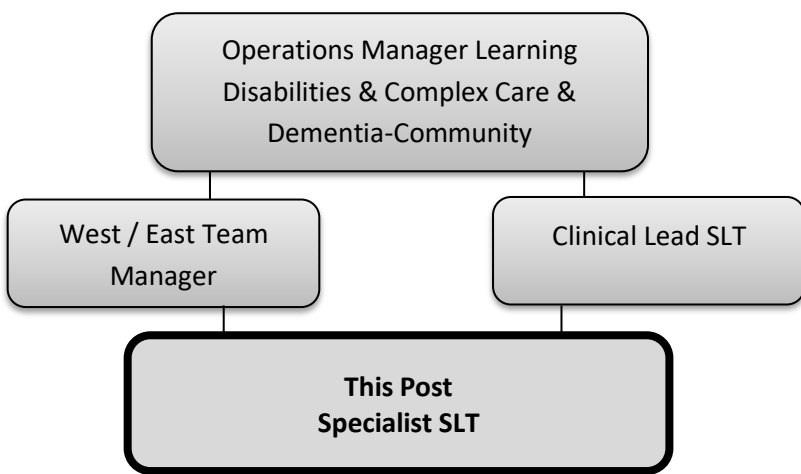 Operations Manager Learning
Disabilities & Complex Care &
Dementia-Community
West / East Team
Manager
Clinical Lead SLT
This Post
Specialist SLT